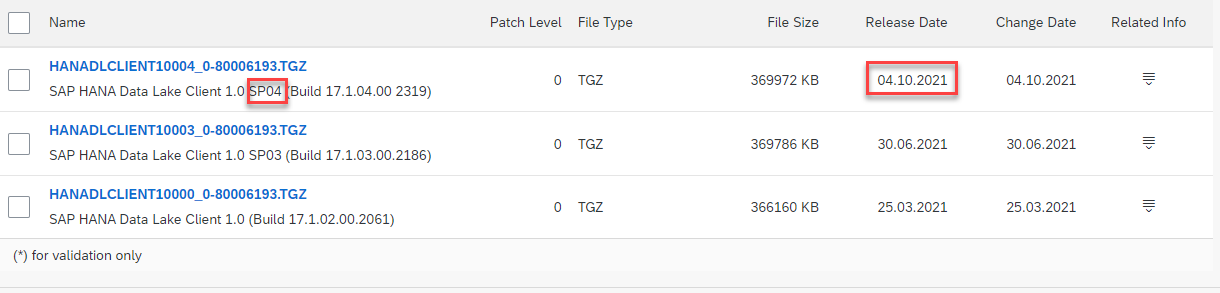 Name Patch Level File Type File Size Release Date Change Date Related Info
HANADLCLIENT10004_0-80006193.TGZ
0 TGZ 369972 KB 04.10.2021 04.10.2021
SAP HANA Data Lake Client 1.0 SP04 (Build 17.1.04.00 2319)
HANADLCLIENT10003_0-80006193.TGZ
0 TGZ 369786 KB 30.06.2021 30.06.2021
SAP HANA Data Lake Client 1.0 SP03 (Build 17.1.03.00.2186)
HANADLCLIENT10000_0-80006193.TGZ
0 TGZ 366160 KB 25.03.2021 25.03.2021
SAP HANA Data Lake Client 1.0 (Build 17.1.02.00.2061)
(*) for validation only